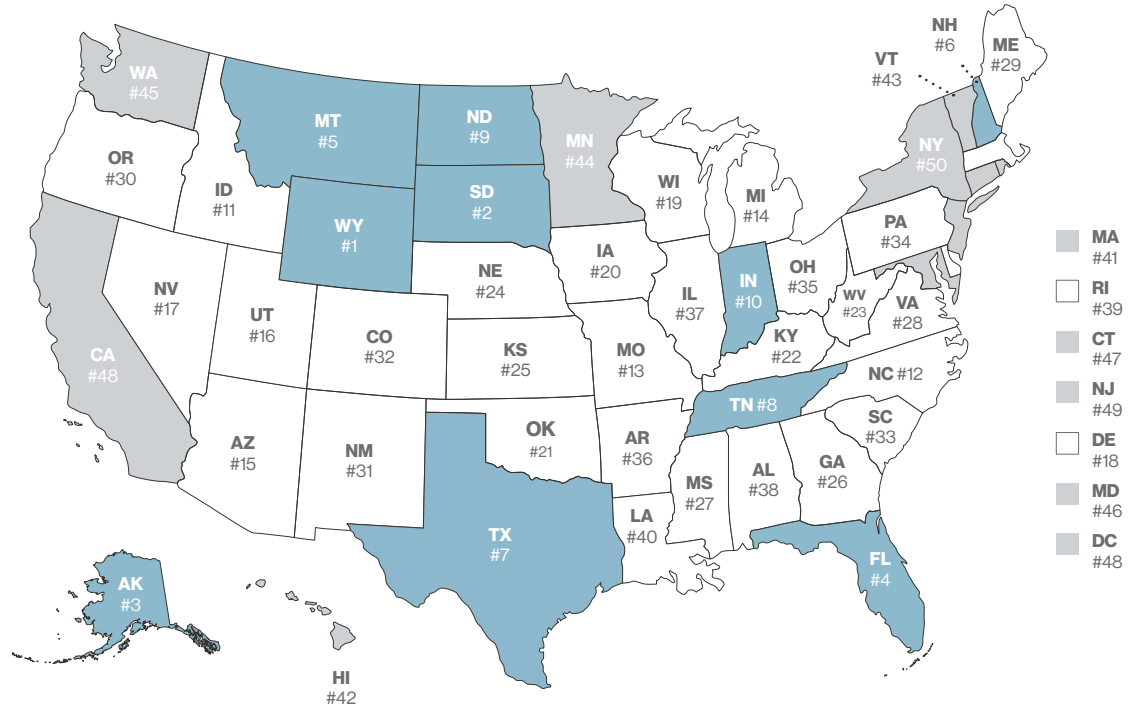 NH
#6
ME
#29
VT
#43
WA
#45
MT
#5
ND
#9
MN
#44
NY
#50
OR
#30
ID
#11
WI
#19
MI
#14
SD
#2
WY
#1
PA
#34
MA
#41
IA
#20
NE
#24
OH
#35
IN
#10
RI
#39
NV
#17
UT
#16
IL
#37
WV
#23
VA
#28
CO
#32
KS
#25
MO
#13
KY
#22
CT
#47
CA
#48
NC #12
NJ
#49
TN #8
SC
#33
OK
#21
AR
#36
AZ
#15
NM
#31
GA
#26
AL
#38
MS
#27
DE
#18
MD
#46
LA
#40
TX
#7
FL
#4
DC
#48
AK
#3
HI
#42